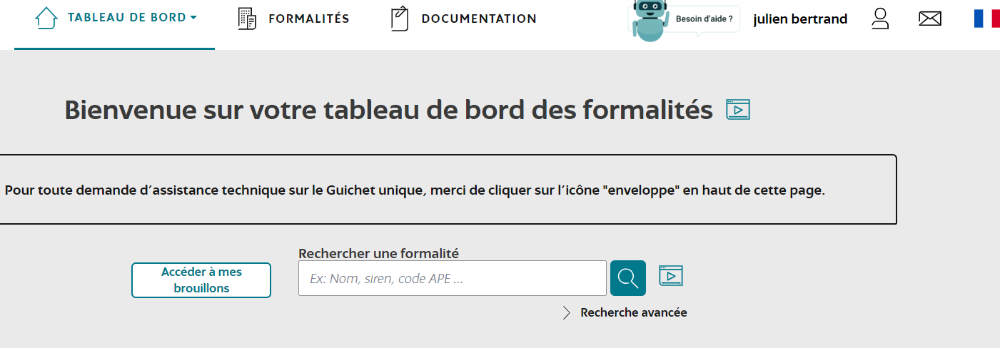 TABLEAU DE BORD
FORMALITÉS
DOCUMENTATION
Besoin d'aide ?
julien bertrand
Bienvenue sur votre tableau de bord des formalités
Pour toute demande d’assistance technique sur le Guichet unique, merci de cliquer sur l’icône "enveloppe" en haut de cette page.
Accéder à mes
brouillons
Rechercher une formalité
Ex: Nom, siren, code APE ...
Recherche avancée